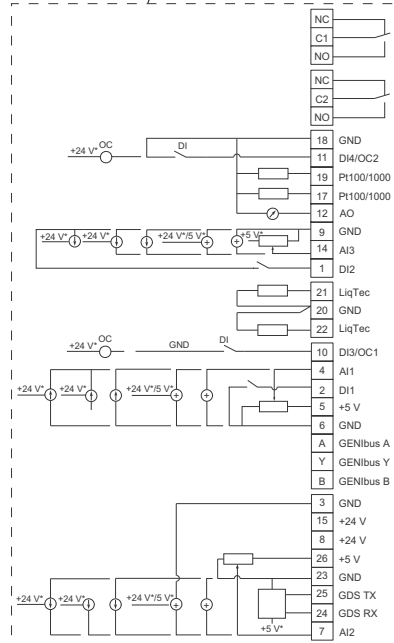 NC
C1
NO
NC
C2
NO
18 GND
+24 V* OC DI 11 DI4/OC2
19 Pt100/1000
17 Pt100/1000
12 AO
9 GND
+24 V* +24 V* +24 V*/5 V* +5 V* 14 AI3
1 DI2
21 LiqTec
20 GND
22 LiqTec
+24 V* OC GND DI 10 DI3/OC1
4 AI1
+24 V* +24 V* +24 V*/5 V* 2 DI1
5 +5 V
6 GND
A GENIbus A
Y GENIbus Y
B GENIbus B
3 GND
15 +24 V
8 +24 V
26 +5 V
23 GND
25 GDS TX
+24 V* +24 V* +24 V*/5 V* 24 GDS RX
+5 V* 7 AI2